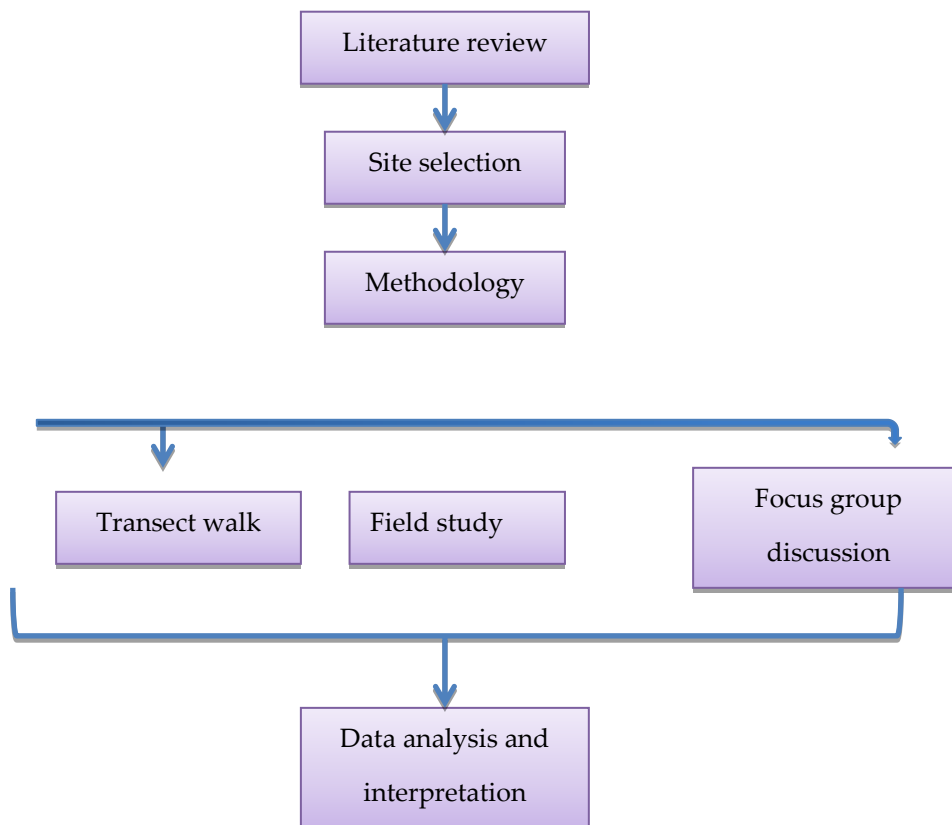 Literature review
Site selection
Methodology
Transect walk
Field study
Focus group
discussion
Data analysis and
interpretation